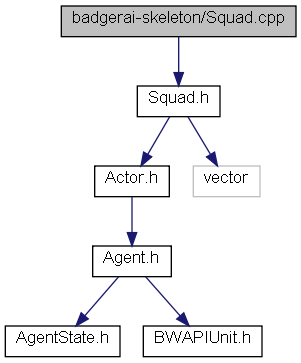 badgerai-skeleton/Squad.cpp
Squad.h
Actor.h
vector
Agent.h
AgentState.h
BWAPIUnit.h